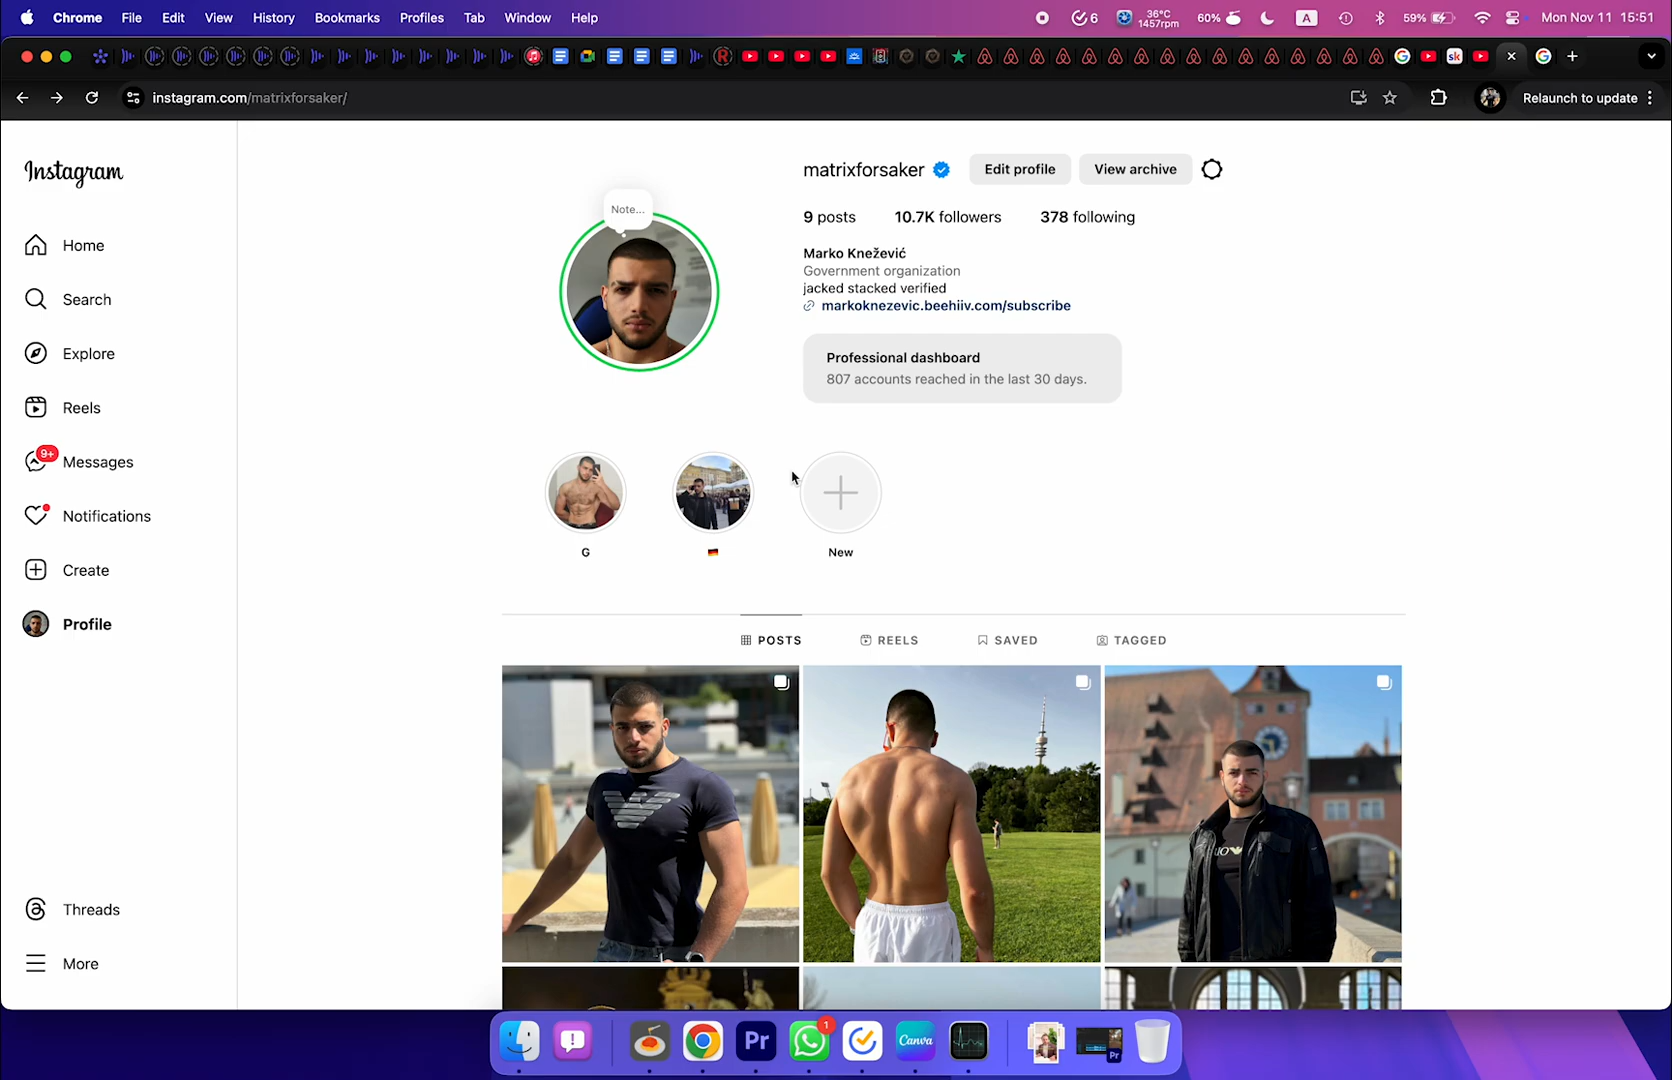 Chrome File Edit View History Bookmarks Profiles Tab Window Help
6 36°C 1457rpm 60% A 59% Mon Nov 11 15:51
instagram.com/matrixforsaker/
Relaunch to update
Instagram
Home
Search
Explore
Reels
9+
Messages
Notifications
Create
Profile
Threads
More
Note...
matrixforsaker Edit profile View archive
9 posts 10.7K followers 378 following
Marko Knežević
Government organization
jacked stacked verified
markoknezevic.beehiiv.com/subscribe
Professional dashboard
807 accounts reached in the last 30 days.
G
New
POSTS REELS SAVED TAGGED
Pr
1
Canva
Pr